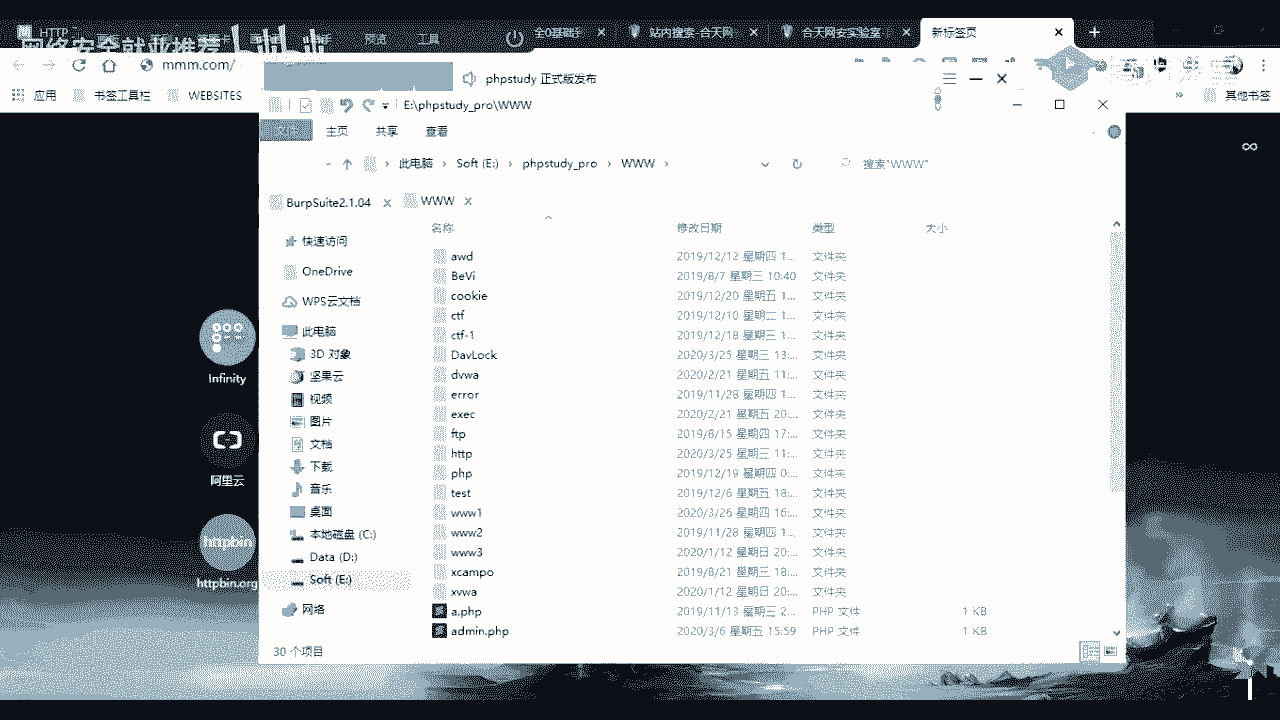 网络安全就业推荐
HTTP
工具
全0基础
站内搜索-合天网
合天网安实验室
新标签页
mmm.com/
phpstudy 正式版发布
应用
书签工具栏
WEBSITES
其他书签
E:\phpstudy_pro\WWW
文件
主页
共享
查看
此电脑
Soft (E:)
phpstudy_pro
WWW
搜索"WWW"
BurpSuite2.1.04
WWW
名称
修改日期
类型
大小
快速访问
OneDrive
WPS云文档
此电脑
3D 对象
坚果云
视频
图片
文档
下载
音乐
桌面
本地磁盘 (C:)
Data (D:)
Soft (E:)
网络
awd 2019/12/12 星期四 1... 文件夹
BeVi 2019/8/7 星期三 10:40 文件夹
cookie 2019/12/20 星期五 1... 文件夹
ctf 2019/12/10 星期二 1... 文件夹
ctf-1 2019/12/18 星期三 1... 文件夹
DavLock 2020/3/25 星期三 13:... 文件夹
dvwa 2020/2/21 星期五 11:... 文件夹
error 2019/11/28 星期四 1... 文件夹
exec 2020/2/21 星期五 20:... 文件夹
ftp 2019/8/15 星期四 17:... 文件夹
http 2020/3/25 星期三 11:... 文件夹
php 2019/12/19 星期四 0:... 文件夹
test 2019/12/6 星期五 18:... 文件夹
www1 2020/3/26 星期四 16:... 文件夹
www2 2019/11/28 星期四 1... 文件夹
www3 2020/1/12 星期日 20:... 文件夹
xcampo 2019/8/21 星期三 18:... 文件夹
xvwa 2020/1/12 星期日 20:... 文件夹
a.php 2019/11/13 星期三 2... PHP 文件 1 KB
admin.php 2020/3/6 星期五 15:59 PHP 文件 1 KB
30 个项目
Infinity
阿里云
httpbin
httpbin.org